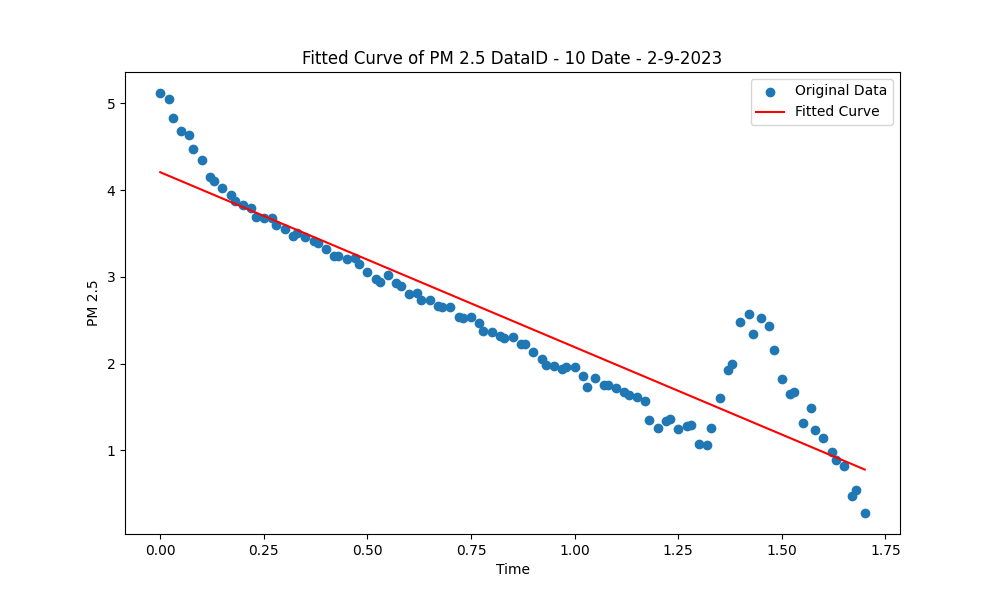 Fitted Curve of PM 2.5 DataID - 10 Date - 2-9-2023
Original Data
Fitted Curve
PM 2.5
5
4
3
2
1
0.00 0.25 0.50 0.75 1.00 1.25 1.50 1.75
Time